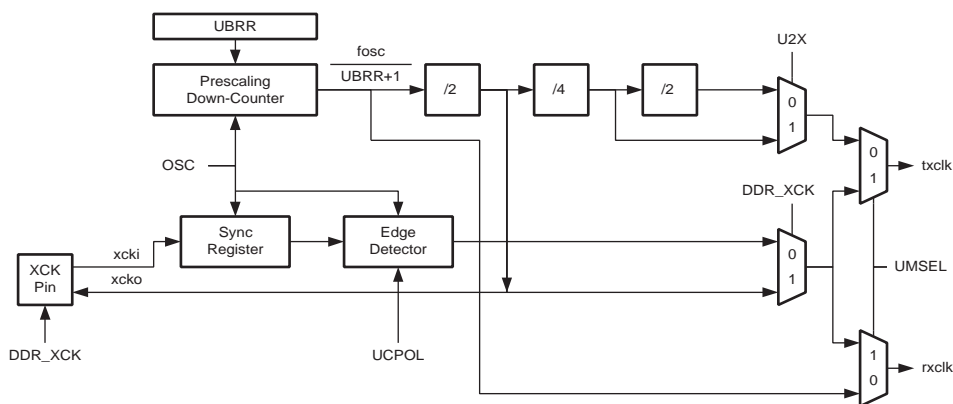 UBRR
fosc
UBRR+1
U2X
Prescaling
Down-Counter
/2
/4
/2
0
1
OSC
0
1
txclk
DDR_XCK
Sync
Register
Edge
Detector
xcki
XCK
Pin
xcko
0
1
UMSEL
DDR_XCK
UCPOL
1
0
rxclk